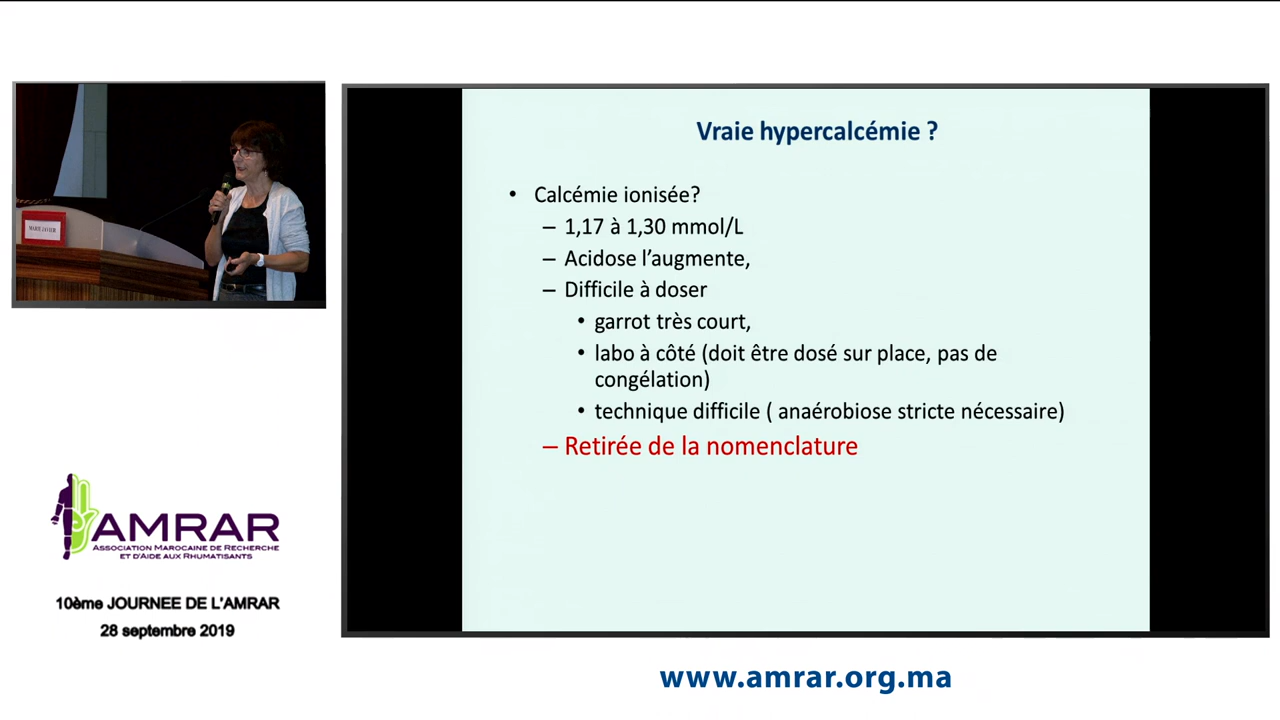 Vraie hypercalcémie ?
• Calcémie ionisée?
– 1,17 à 1,30 mmol/L
– Acidose l’augmente,
– Difficile à doser
• garrot très court,
• labo à côté (doit être dosé sur place, pas de
congélation)
• technique difficile ( anaérobiose stricte nécessaire)
– Retirée de la nomenclature
MARIE JAVIER
AMRAR
ASSOCIATION MAROCAINE DE RECHERCHE
ET D'AIDE AUX RHUMATISANTS
10ème JOURNEE DE L'AMRAR
28 septembre 2019
www.amrar.org.ma